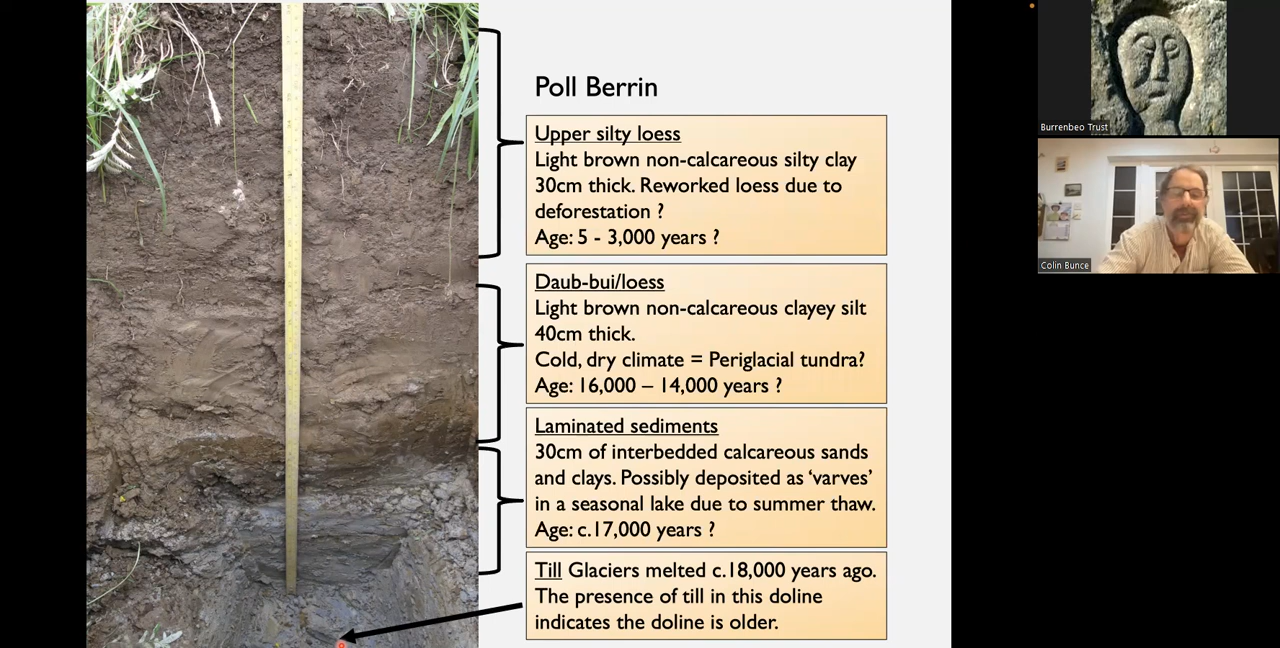 Poll Berrin
Upper silty loess
Light brown non-calcareous silty clay
30cm thick. Reworked loess due to
deforestation ?
Age: 5 - 3,000 years ?
Daub-bui/loess
Light brown non-calcareous clayey silt
40cm thick.
Cold, dry climate = Periglacial tundra?
Age: 16,000 – 14,000 years ?
Laminated sediments
30cm of interbedded calcareous sands
and clays. Possibly deposited as ‘varves’
in a seasonal lake due to summer thaw.
Age: c.17,000 years ?
Till Glaciers melted c.18,000 years ago.
The presence of till in this doline
indicates the doline is older.
Burrenbeo Trust
Colin Bunce